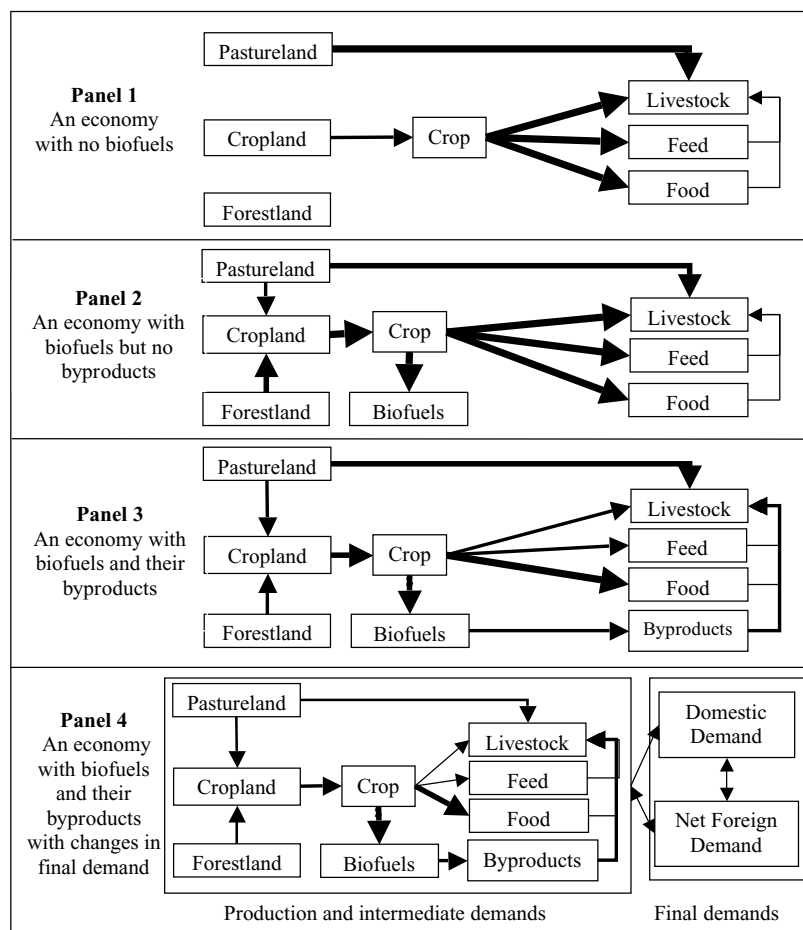 Panel 1
An economy
with no biofuels
Pastureland
Livestock
Cropland
Crop
Feed
Food
Forestland
Panel 2
An economy with
biofuels but no
byproducts
Pastureland
Livestock
Cropland
Crop
Feed
Food
Forestland
Biofuels
Panel 3
An economy with
biofuels and their
byproducts
Pastureland
Livestock
Cropland
Crop
Feed
Food
Forestland
Biofuels
Byproducts
Panel 4
An economy
with biofuels
and their
byproducts
with changes in
final demand
Pastureland
Livestock
Cropland
Crop
Feed
Food
Forestland
Biofuels
Byproducts
Domestic
Demand
Net Foreign
Demand
Production and intermediate demands
Final demands